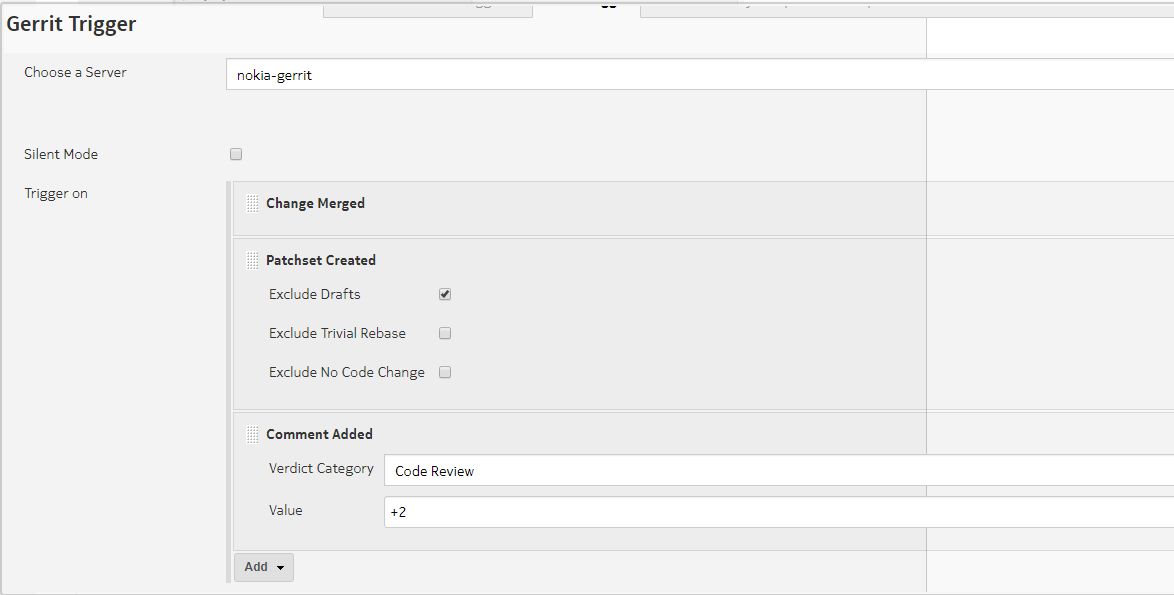 Gerrit Trigger
Choose a Server
nokia-gerrit
Silent Mode
Trigger on
Change Merged
Patchset Created
Exclude Drafts
Exclude Trivial Rebase
Exclude No Code Change
Comment Added
Verdict Category
Code Review
Value
+2
Add